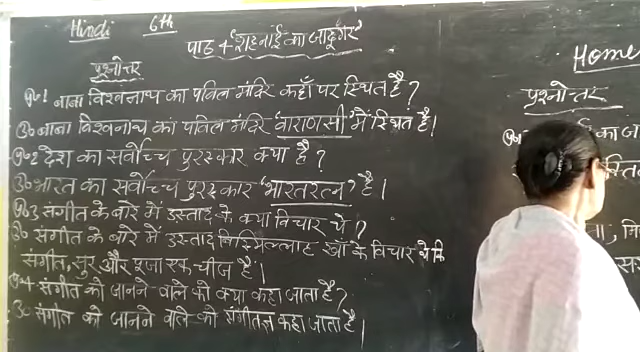 Hindi 6th
पाठ 4 "शहनाई का जादूगर"
प्रश्नोत्तर
प्र०1 बाबा विश्वनाथ का पवित्र मंदिर कहाँ पर स्थित है?
उ० बाबा विश्वनाथ का पवित्र मंदिर वाराणसी में स्थित है।
प्र०2 देश का सर्वोच्च पुरस्कार क्या है?
उ० भारत का सर्वोच्च पुरस्कार "भारतरत्न" है।
प्र०3 संगीत के बारे में उस्ताद के क्या विचार थे?
उ० संगीत के बारे में उस्ताद बिस्मिल्लाह खाँ के विचार थे कि
संगीत, सुर और पूजा एक चीज है।
प्र०4 संगीत को जानने वाले को क्या कहा जाता है?
उ० संगीत को जानने वाले को संगीतज्ञ कहा जाता है।
Home
प्रश्नोत्तर